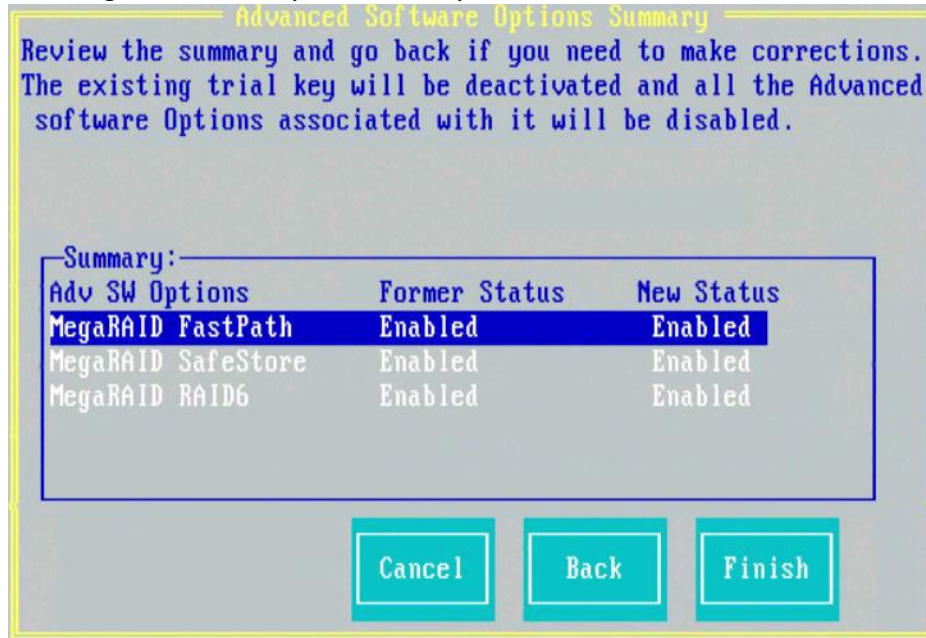 Advanced Software Options Summary
Review the summary and go back if you need to make corrections.
The existing trial key will be deactivated and all the Advanced
software Options associated with it will be disabled.
Summary:
Adv SW Options Former Status New Status
MegaRAID FastPath Enabled Enabled
MegaRAID SafeStore Enabled Enabled
MegaRAID RAID6 Enabled Enabled
Cancel Back Finish